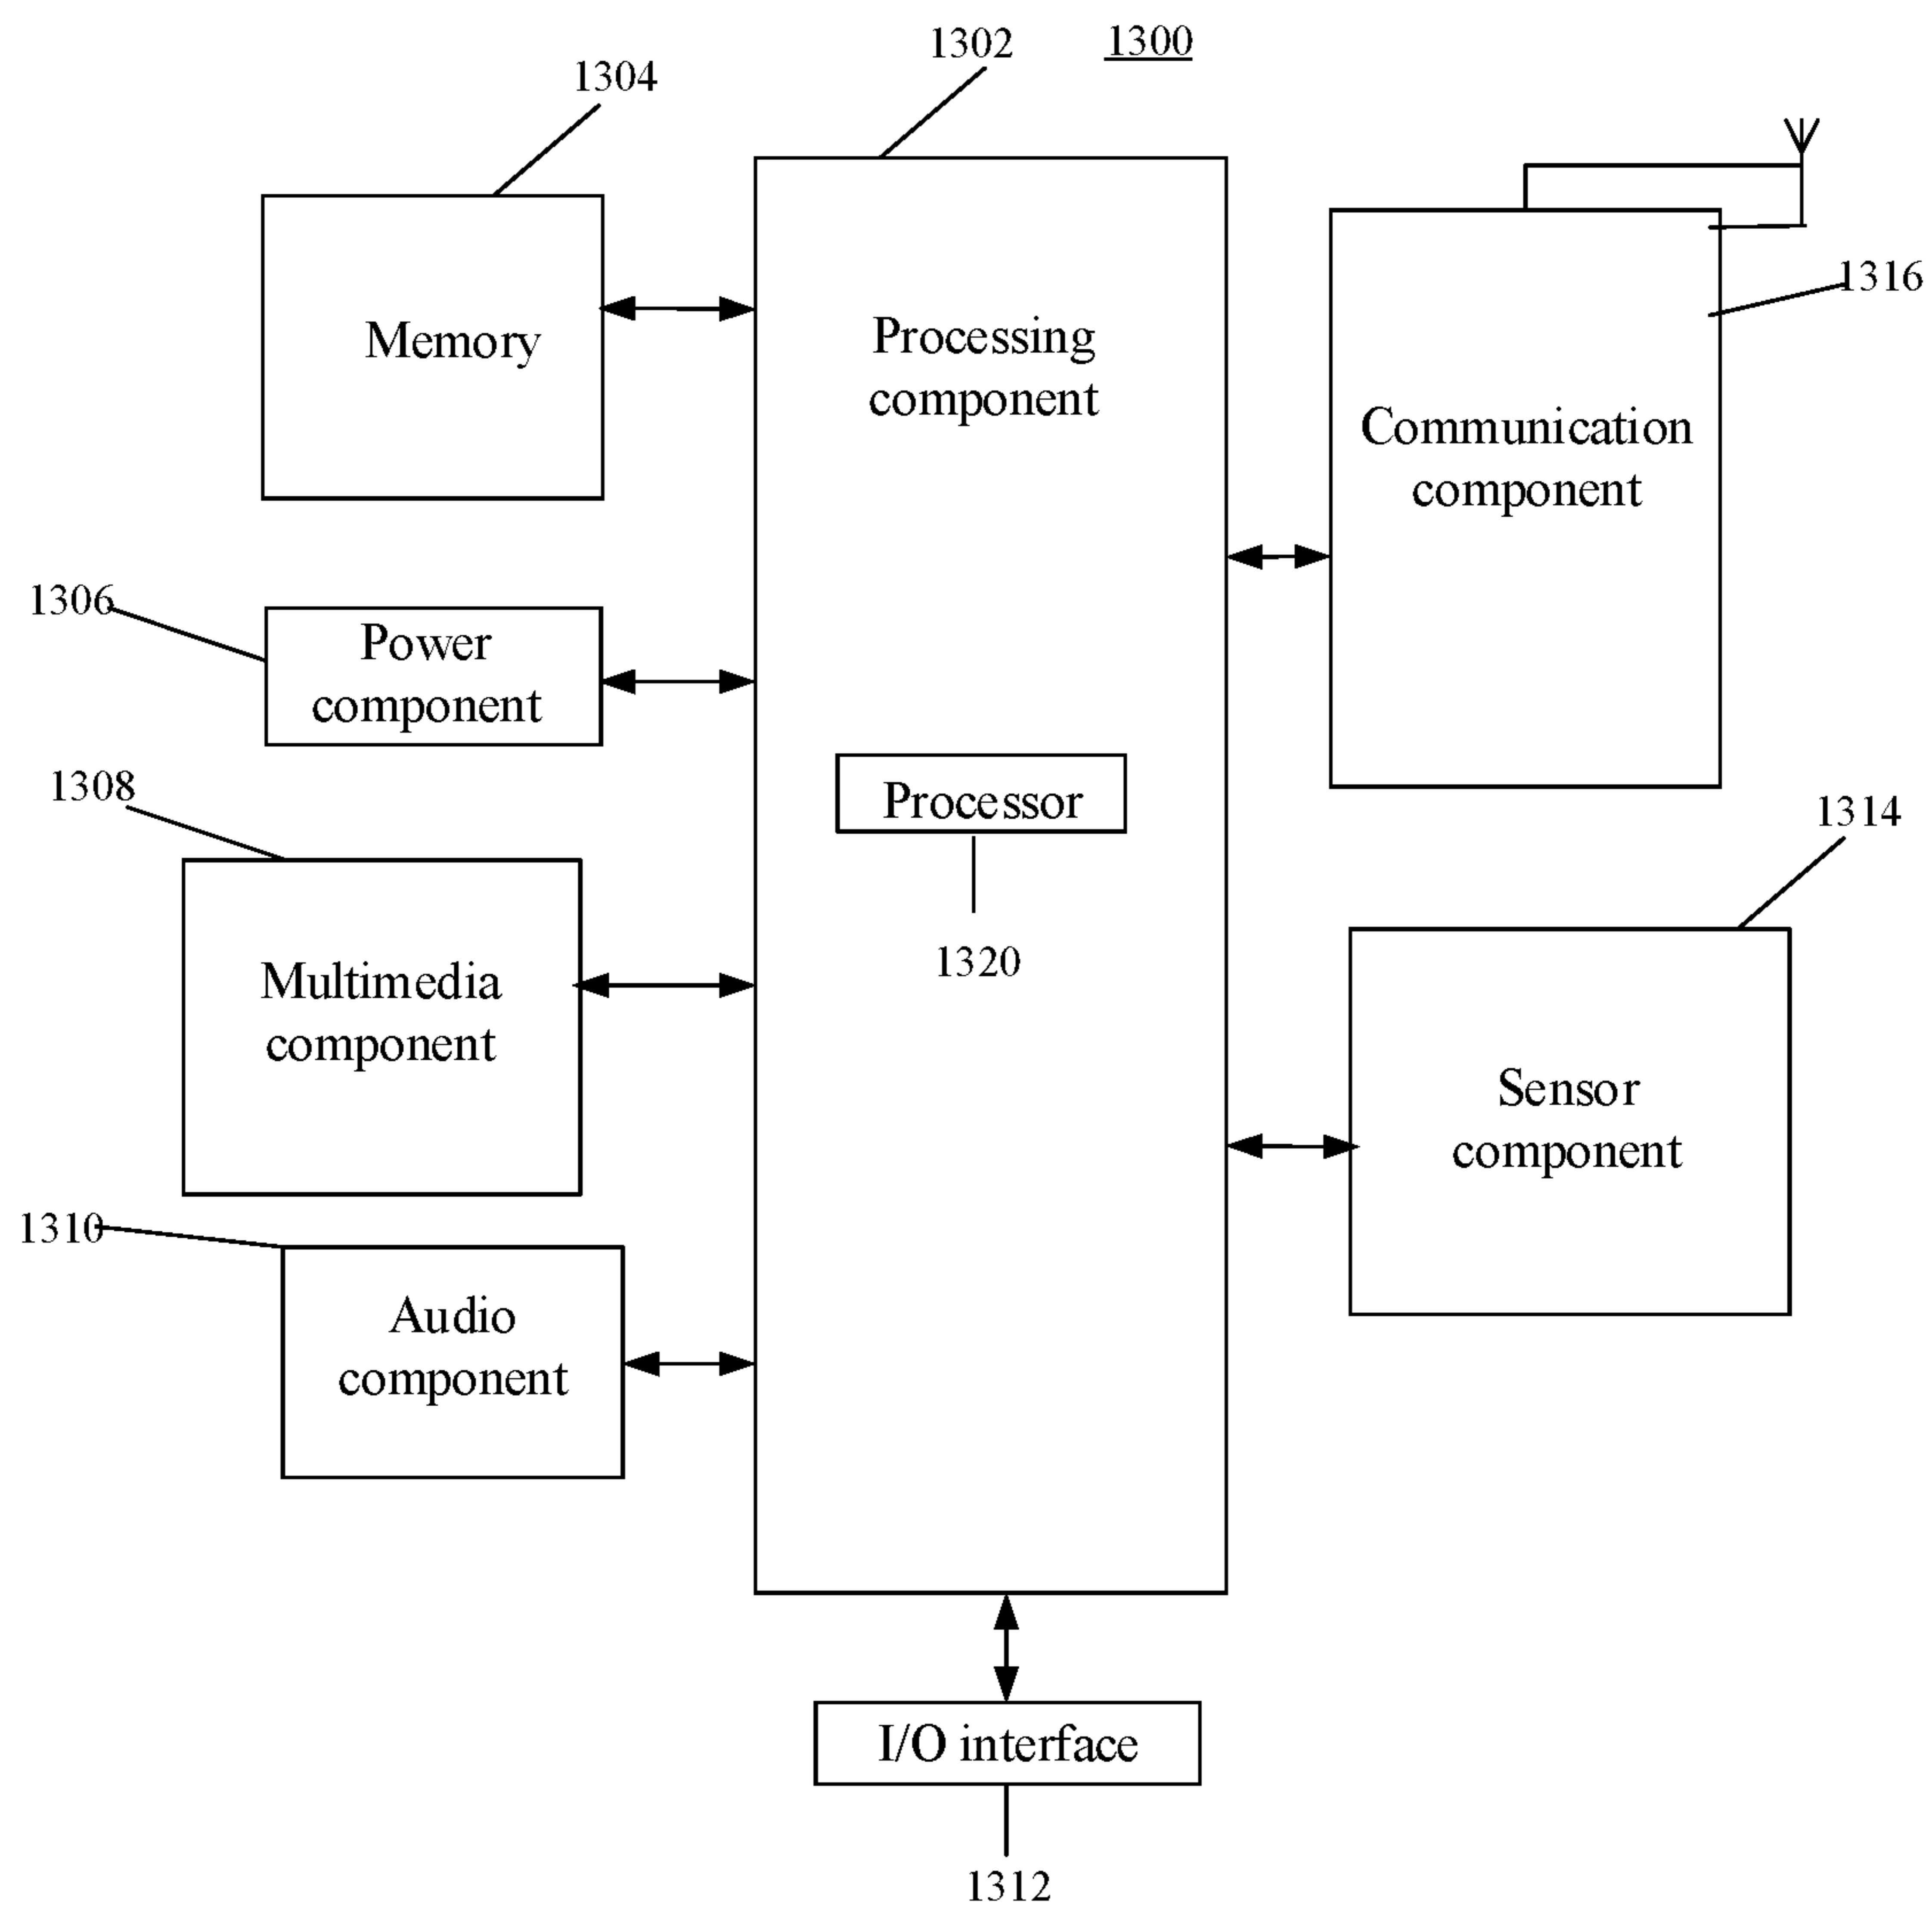 1302
1300
1304
1316
Memory
Processing
component
Communication
component
1306
Power
component
1308
Processor
1314
1320
Multimedia
component
Sensor
component
1310
Audio
component
I/O interface
1312